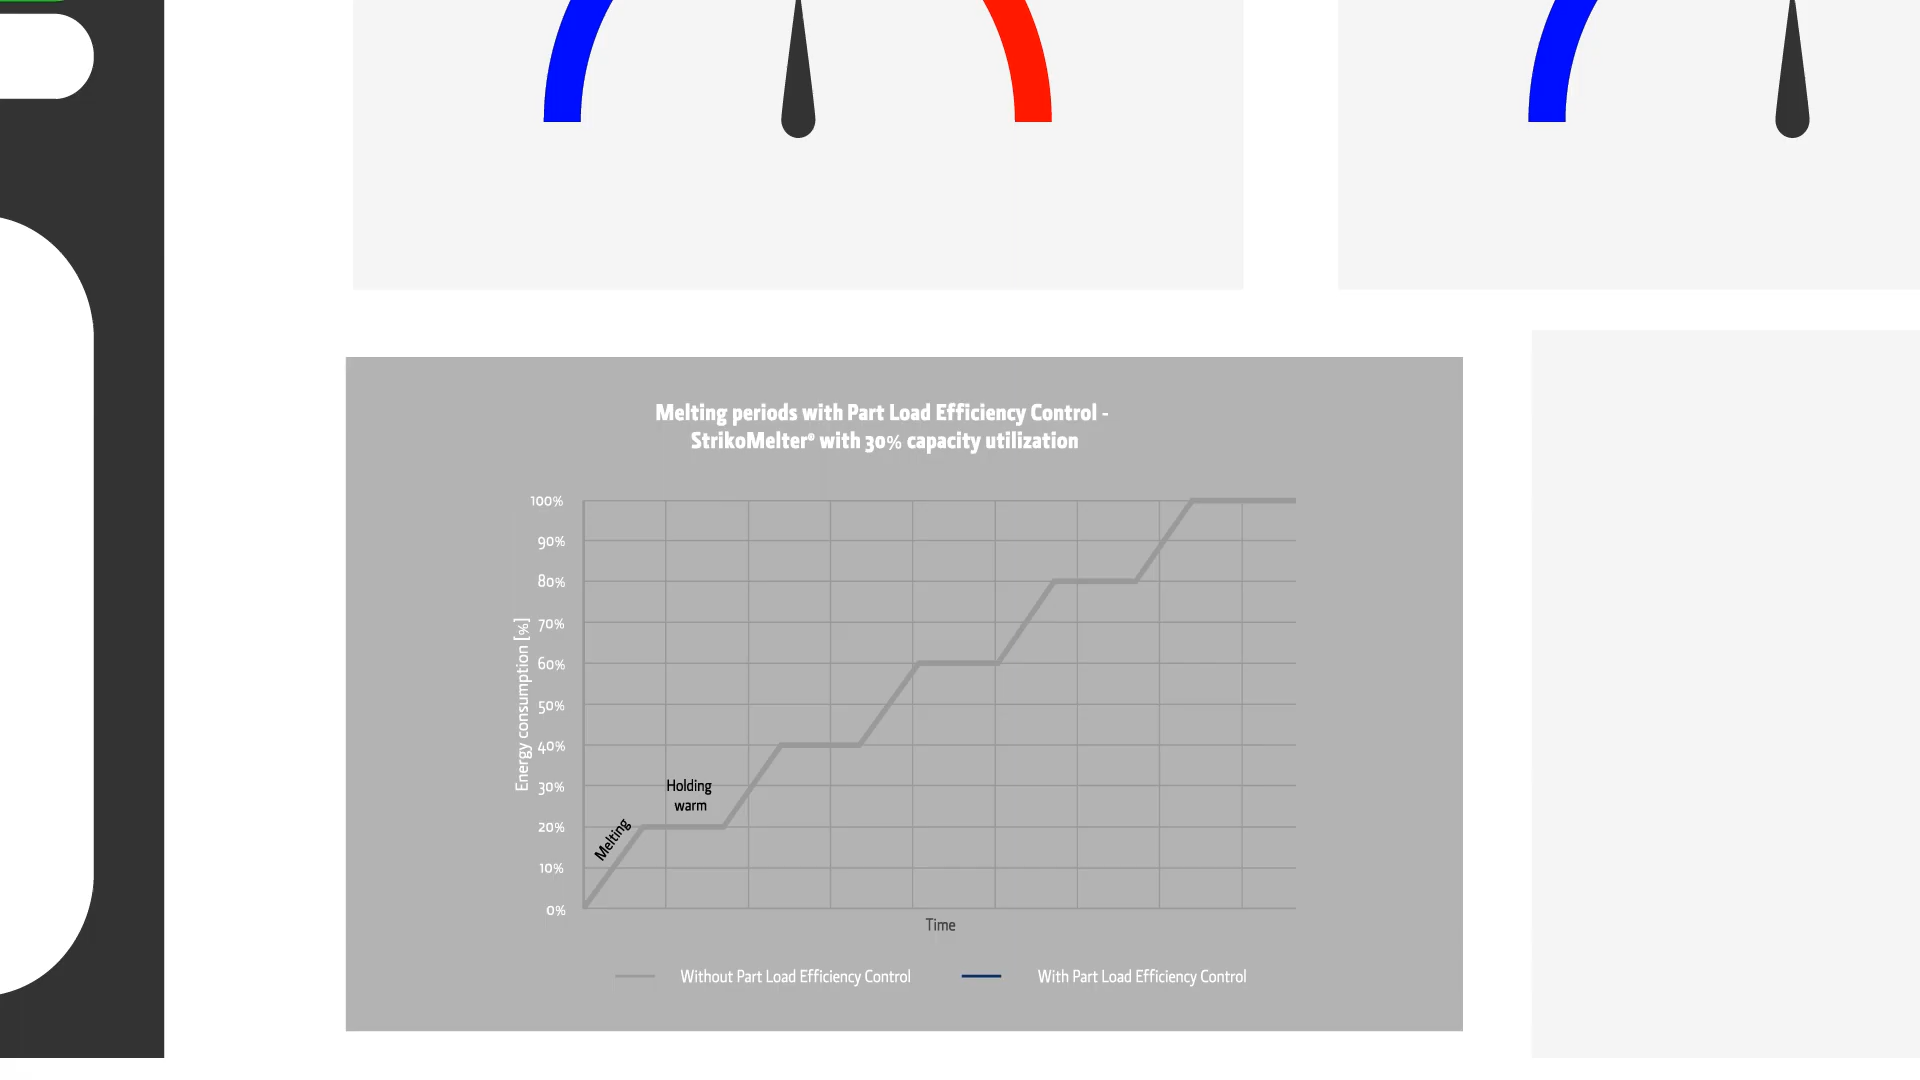 Melting periods with Part Load Efficiency Control -
StrikoMelter® with 30% capacity utilization
100%
90%
80%
70%
60%
50%
40%
30%
20%
10%
0%
Energy consumption [%]
Melting
Holding
warm
Time
Without Part Load Efficiency Control
With Part Load Efficiency Control